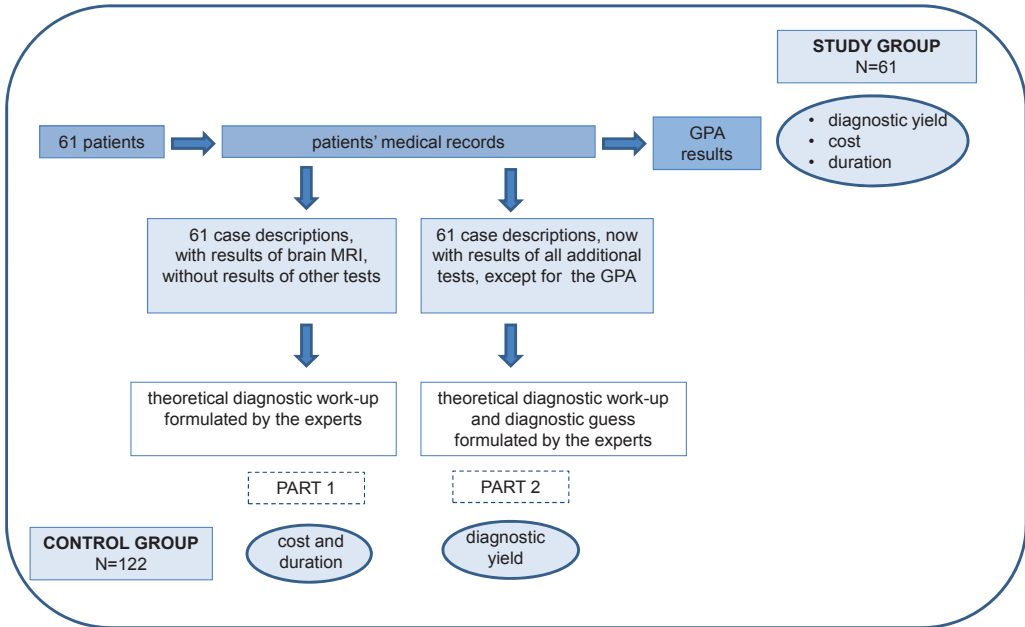 STUDY GROUP
N=61
61 patients
patients' medical records
GPA
results
• diagnostic yield
• cost
• duration
61 case descriptions,
with results of brain MRI,
without results of other tests
61 case descriptions, now
with results of all additional
tests, except for the GPA
theoretical diagnostic work-up
formulated by the experts
theoretical diagnostic work-up
and diagnostic guess
formulated by the experts
PART 1
PART 2
CONTROL GROUP
N=122
cost and
duration
diagnostic
yield